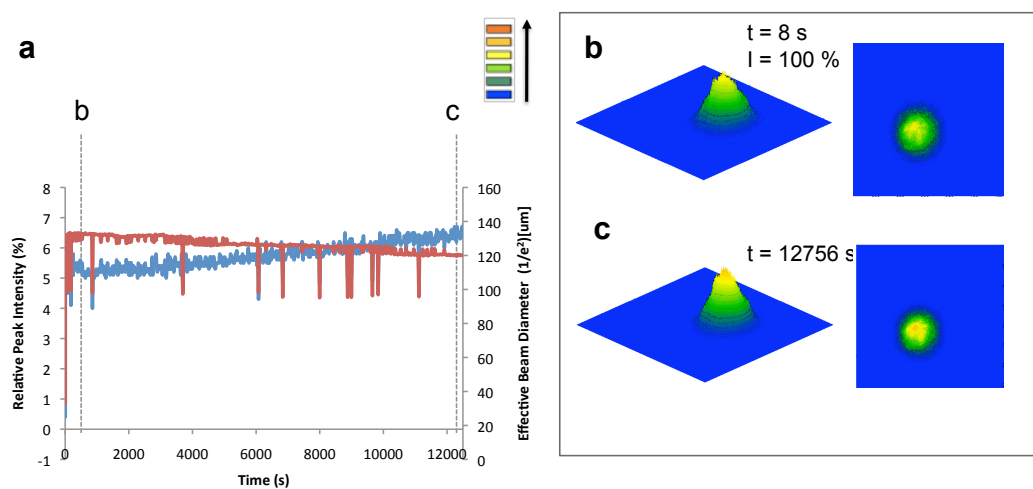 a
b
c
8
7
6
5
4
3
2
1
0
-1
Relative Peak Intensity (%)
0
2000
4000
6000
8000
10000
12000
Time (s)
160
140
120
100
80
60
40
20
0
Effective Beam Diameter (1/e²)[um]
b
t = 8 s
I = 100 %
c
t = 12756 s